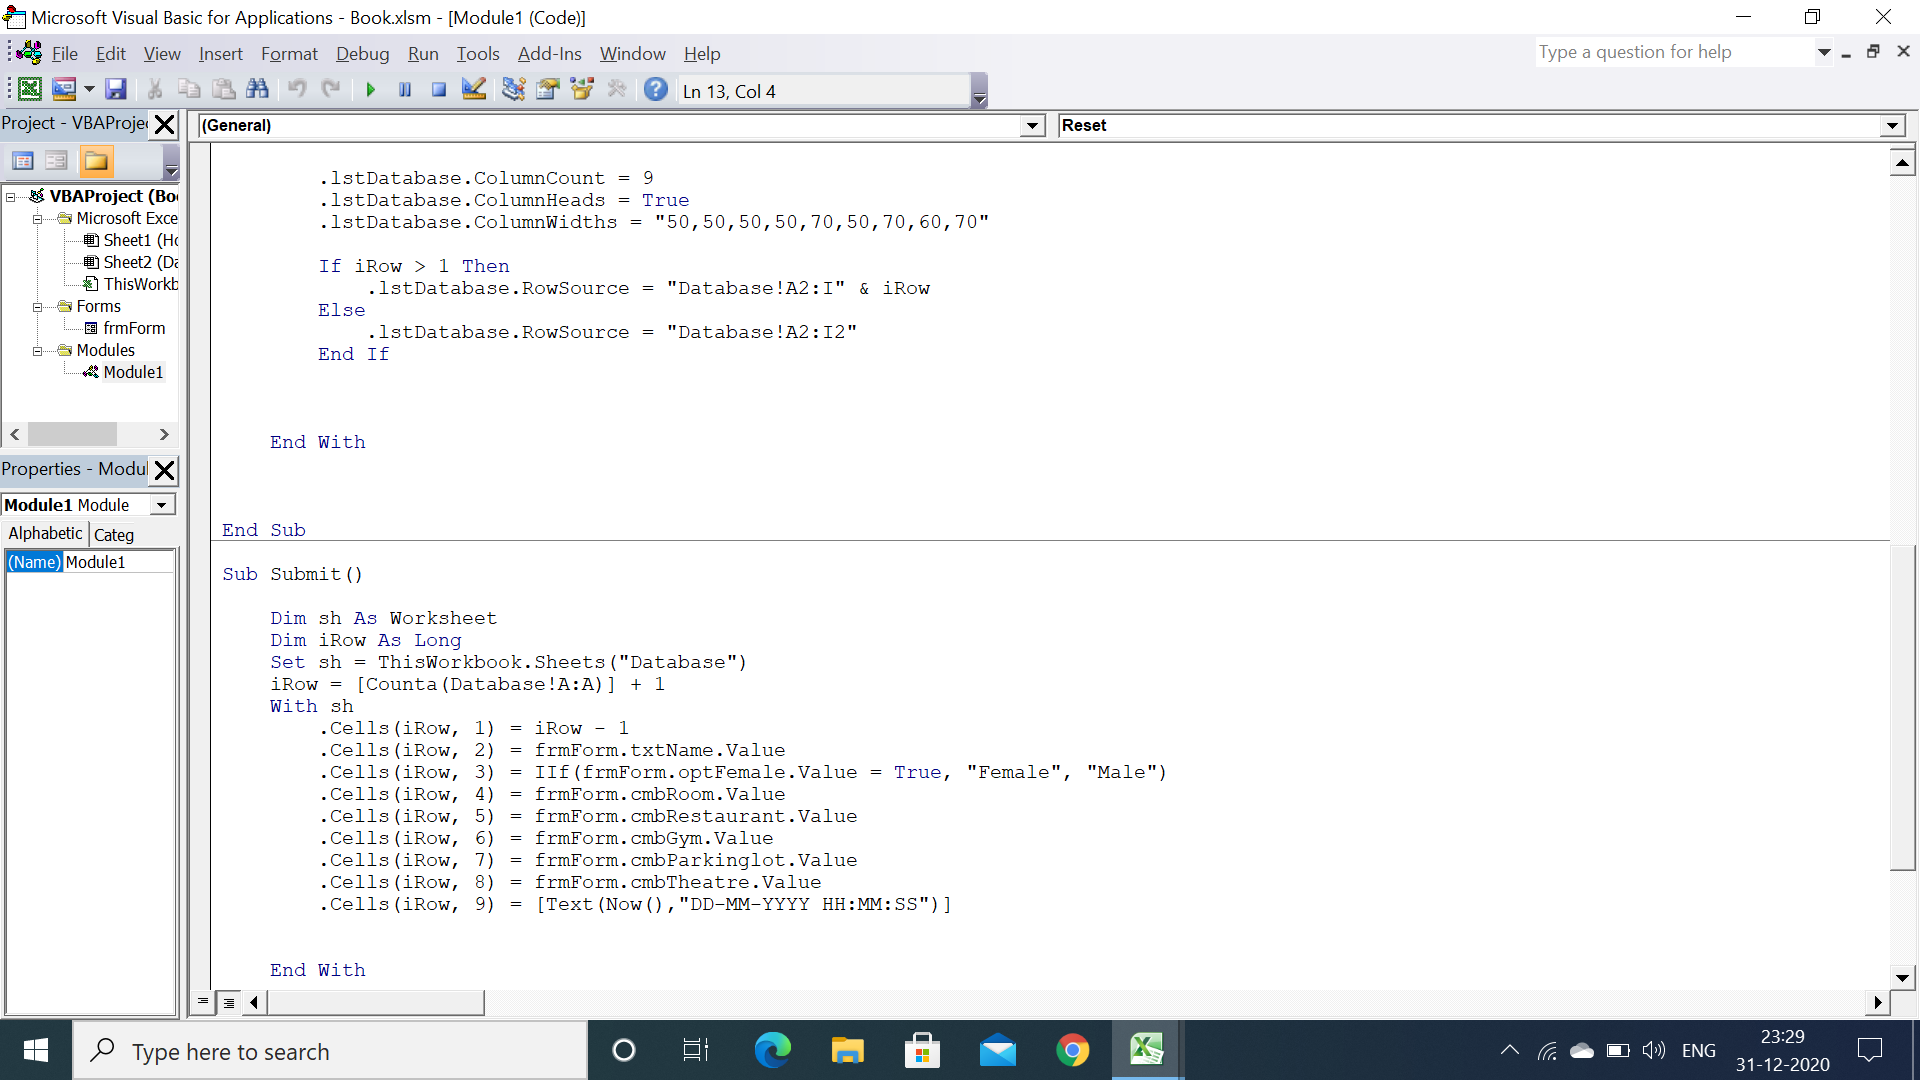 Microsoft Visual Basic for Applications - Book.xlsm - [Module1 (Code)]
File Edit View Insert Format Debug Run Tools Add-Ins Window Help
Type a question for help
Ln 13, Col 4
Project - VBAProje
(General)
Reset
VBAProject (Bo
Microsoft Exce
Sheet1 (Ho
Sheet2 (Da
ThisWorkb
Forms
frmForm
Modules
Module1
Properties - Modu
Module1 Module
Alphabetic Categ
(Name) Module1
.lstDatabase.ColumnCount = 9
.lstDatabase.ColumnHeads = True
.lstDatabase.ColumnWidths = "50,50,50,50,70,50,70,60,70"
If iRow > 1 Then
.lstDatabase.RowSource = "Database!A2:I" & iRow
Else
.lstDatabase.RowSource = "Database!A2:I2"
End If
End With
End Sub
Sub Submit()
Dim sh As Worksheet
Dim iRow As Long
Set sh = ThisWorkbook.Sheets("Database")
iRow = [Counta(Database!A:A)] + 1
With sh
.Cells(iRow, 1) = iRow - 1
.Cells(iRow, 2) = frmForm.txtName.Value
.Cells(iRow, 3) = IIf(frmForm.optFemale.Value = True, "Female", "Male")
.Cells(iRow, 4) = frmForm.cmbRoom.Value
.Cells(iRow, 5) = frmForm.cmbRestaurant.Value
.Cells(iRow, 6) = frmForm.cmbGym.Value
.Cells(iRow, 7) = frmForm.cmbParkinglot.Value
.Cells(iRow, 8) = frmForm.cmbTheatre.Value
.Cells(iRow, 9) = [Text(Now(),"DD-MM-YYYY HH:MM:SS")]
End With
Type here to search
ENG
23:29
31-12-2020